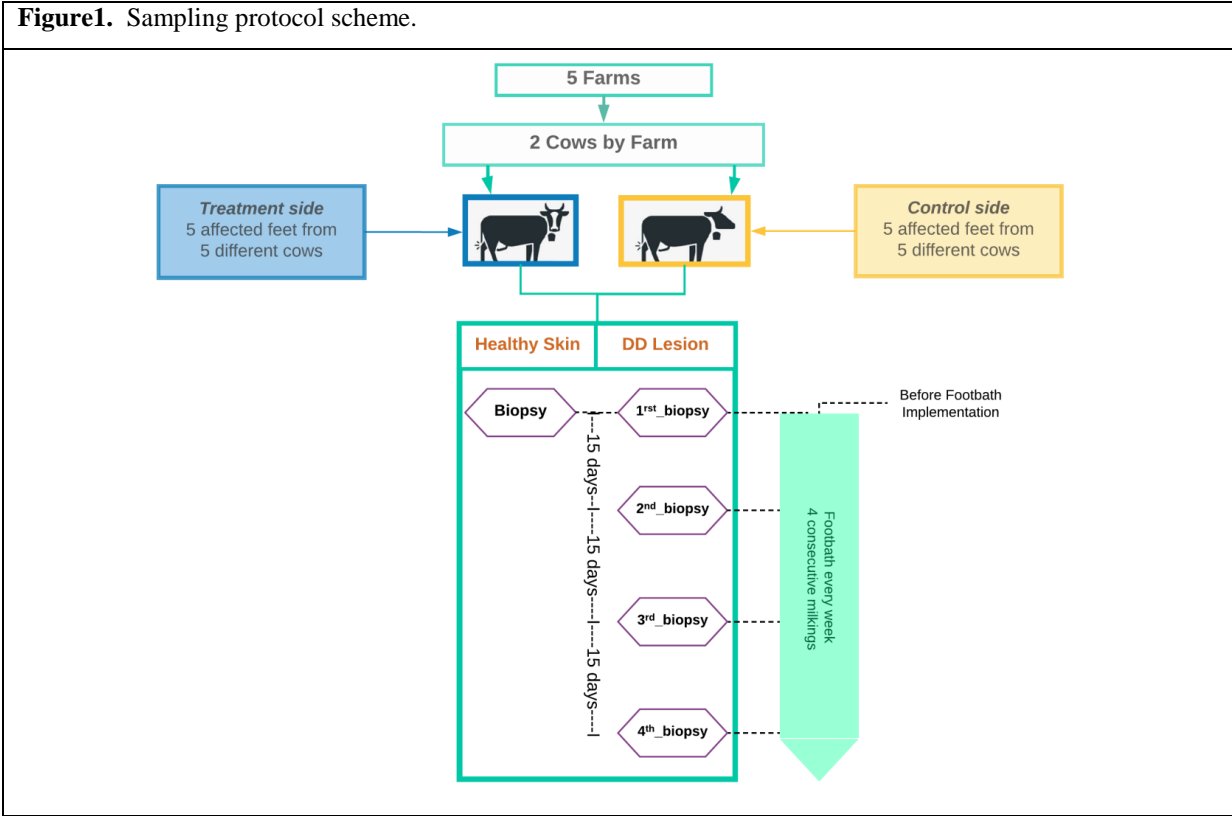 Figure1. Sampling protocol scheme.
5 Farms
2 Cows by Farm
Treatment side
5 affected feet from
5 different cows
Control side
5 affected feet from
5 different cows
Healthy Skin
DD Lesion
Biopsy
1rst_biopsy
Before Footbath
Implementation
15 days
2nd_biopsy
15 days
3rd_biopsy
15 days
4th_biopsy
Footbath every week
4 consecutive milkings